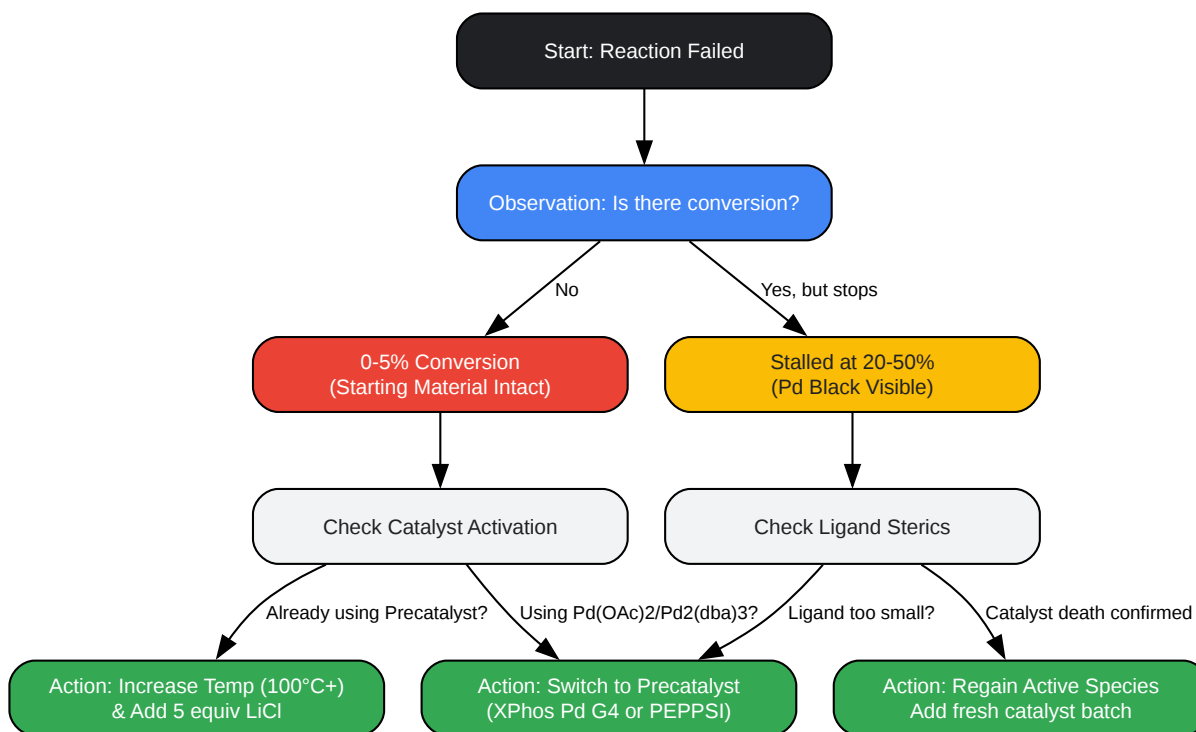 Start: Reaction Failed
Observation: Is there conversion?
No
Yes, but stops
0-5% Conversion
(Starting Material Intact)
Stalled at 20-50%
(Pd Black Visible)
Check Catalyst Activation
Check Ligand Sterics
Already using Precatalyst?
Using Pd(OAc)2/Pd2(dba)3?
Ligand too small?
Catalyst death confirmed
Action: Increase Temp (100°C+)
& Add 5 equiv LiCl
Action: Switch to Precatalyst
(XPhos Pd G4 or PEPPSI)
Action: Regain Active Species
Add fresh catalyst batch